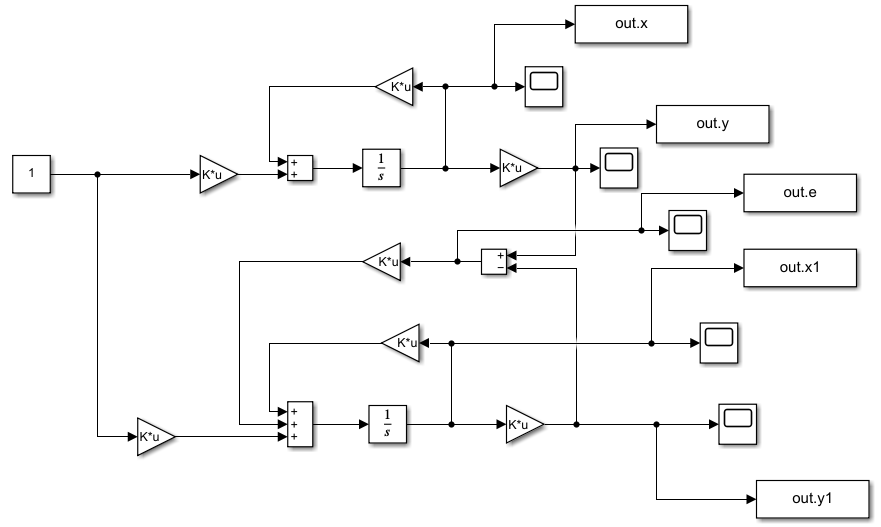 out.x
K*u
out.y
1
K*u
+
+
1
s
K*u
out.e
K*u
+
−
out.x1
K*u
+
+
+
1
s
K*u
K*u
out.y1